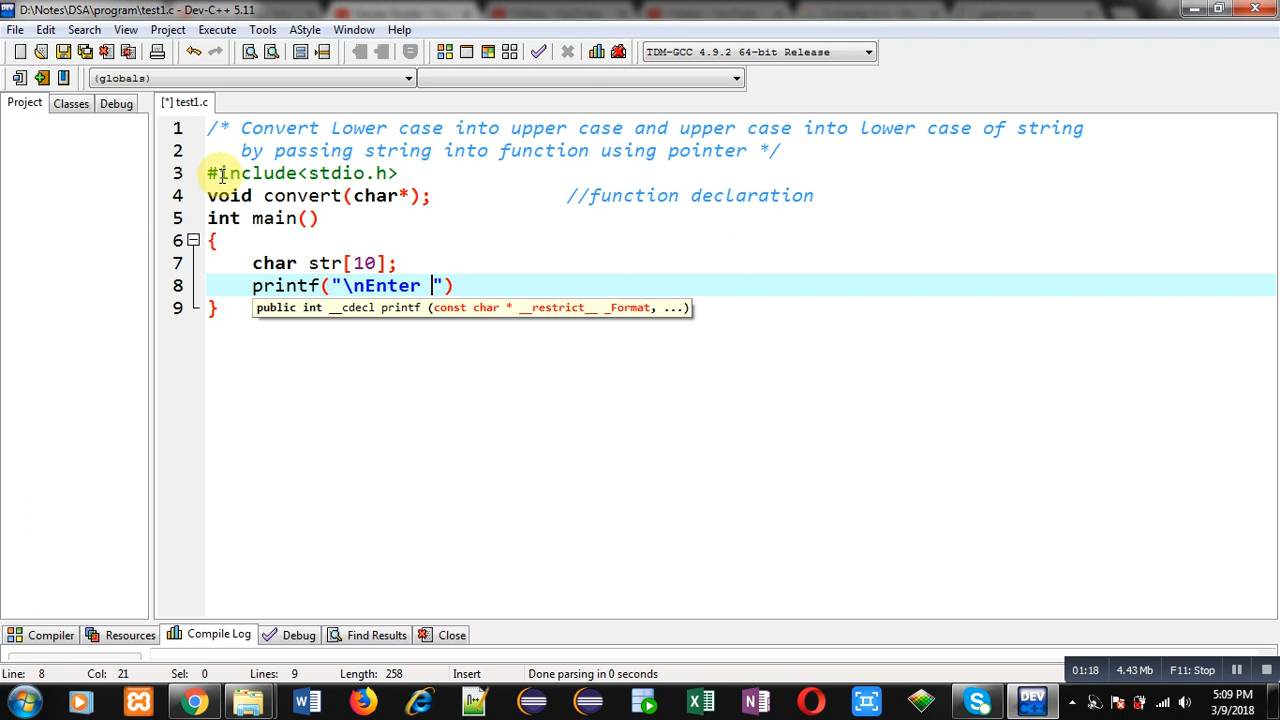 D:\Notes\DSA\program\test1.c - Dev-C++ 5.11
File Edit Search View Project Execute Tools AStyle Window Help
TDM-GCC 4.9.2 64-bit Release
(globals)
Project Classes Debug [*] test1.c
1 /* Convert Lower case into upper case and upper case into lower case of string
2 by passing string into function using pointer */
3 #include<stdio.h>
4 void convert(char*); //function declaration
5 int main()
6 {
7 char str[10];
8 printf("\nEnter ")
public int __cdecl printf (const char * __restrict__ _Format, ...)
9 }
Compiler Resources Compile Log Debug Find Results Close
Line: 8 Col: 21 Sel: 0 Lines: 9 Length: 258 Insert Done parsing in 0 seconds
01:18 4.43 Mb F11: Stop
5:09 PM
3/9/2018